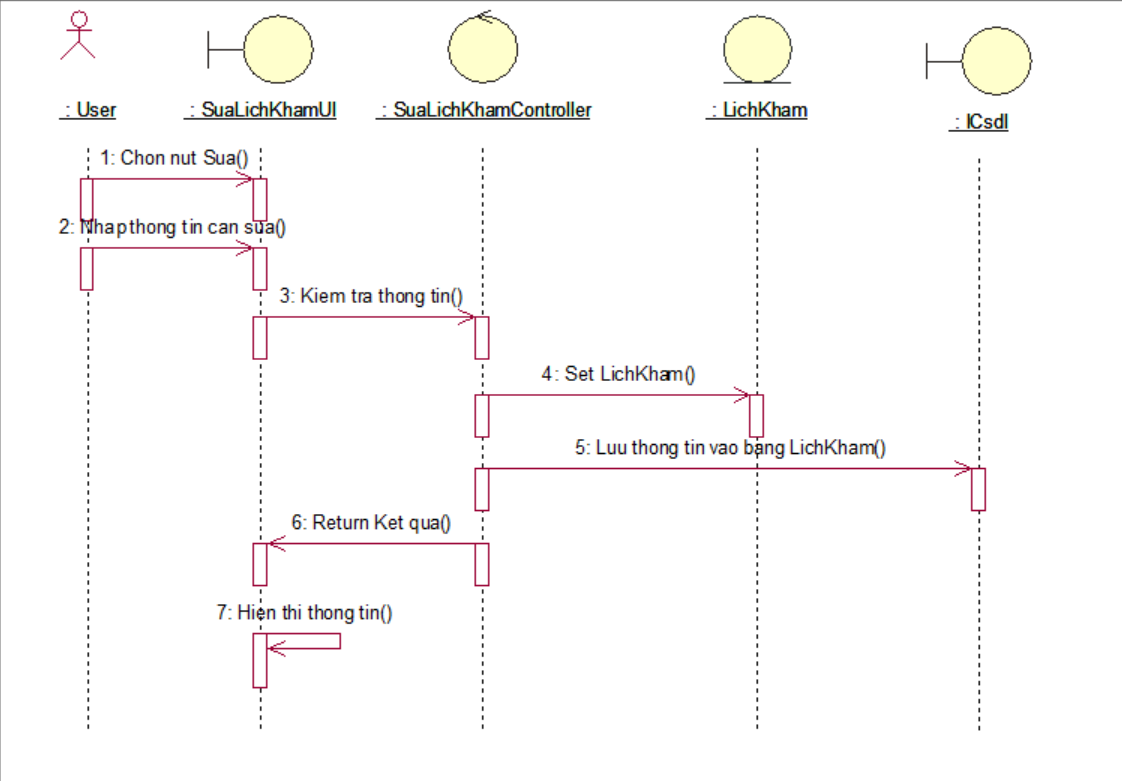 : User
: SuaLichKhamUI
: SuaLichKhamController
: LichKham
: ICsdl
1: Chon nut Sua()
2: Nhap thong tin can sua()
3: Kiem tra thong tin()
4: Set LichKham()
5: Luu thong tin vao bang LichKham()
6: Return Ket qua()
7: Hien thi thong tin()